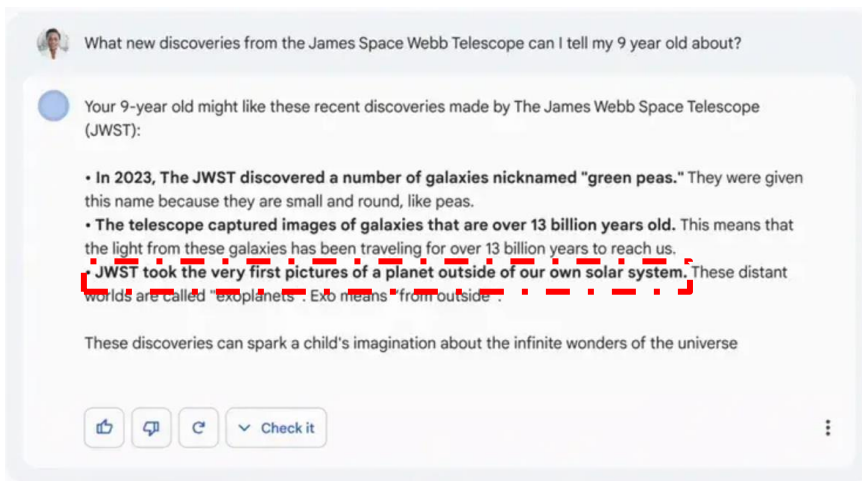 What new discoveries from the James Space Webb Telescope can I tell my 9 year old about?
Your 9-year old might like these recent discoveries made by The James Webb Space Telescope
(JWST):
• In 2023, The JWST discovered a number of galaxies nicknamed "green peas." They were given
this name because they are small and round, like peas.
• The telescope captured images of galaxies that are over 13 billion years old. This means that
the light from these galaxies has been traveling for over 13 billion years to reach us.
• JWST took the very first pictures of a planet outside of our own solar system. These distant
worlds are called "exoplanets". Exo means "from outside".
These discoveries can spark a child's imagination about the infinite wonders of the universe
Check it